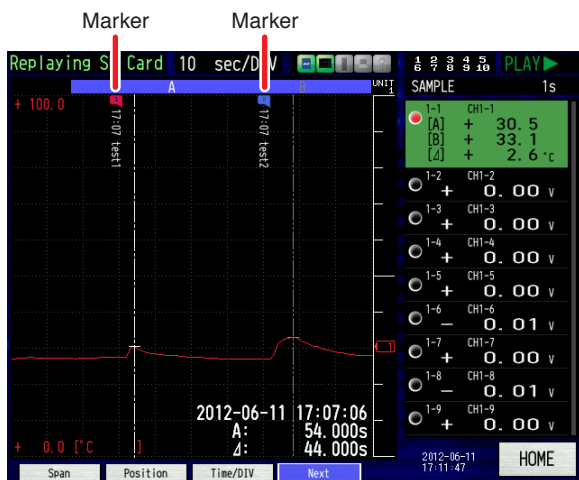 Marker Marker
Replaying SD Card 10 sec/DIV
1 2 3 4 5
6 7 8 9 10
PLAY
A B
UNIT 1
+ 100.0
17:07 test1
17:07 test2
SAMPLE 1s
1-1 CH1-1
[A] + 30.5
[B] + 33.1
[⊿] + 2.6 °c
1-2 CH1-2
+ 0.00 V
1-3 CH1-3
+ 0.00 V
1-4 CH1-4
+ 0.00 V
1-5 CH1-5
+ 0.00 V
1-6 CH1-6
− 0.01 V
1-7 CH1-7
+ 0.00 V
1-8 CH1-8
− 0.01 V
1-9 CH1-9
+ 0.00 V
1
2012-06-11 17:07:06
A: 54.000s
⊿: 44.000s
+ 0.0 [°C ]
Span Position Time/DIV Next
2012-06-11
17:11:47
HOME